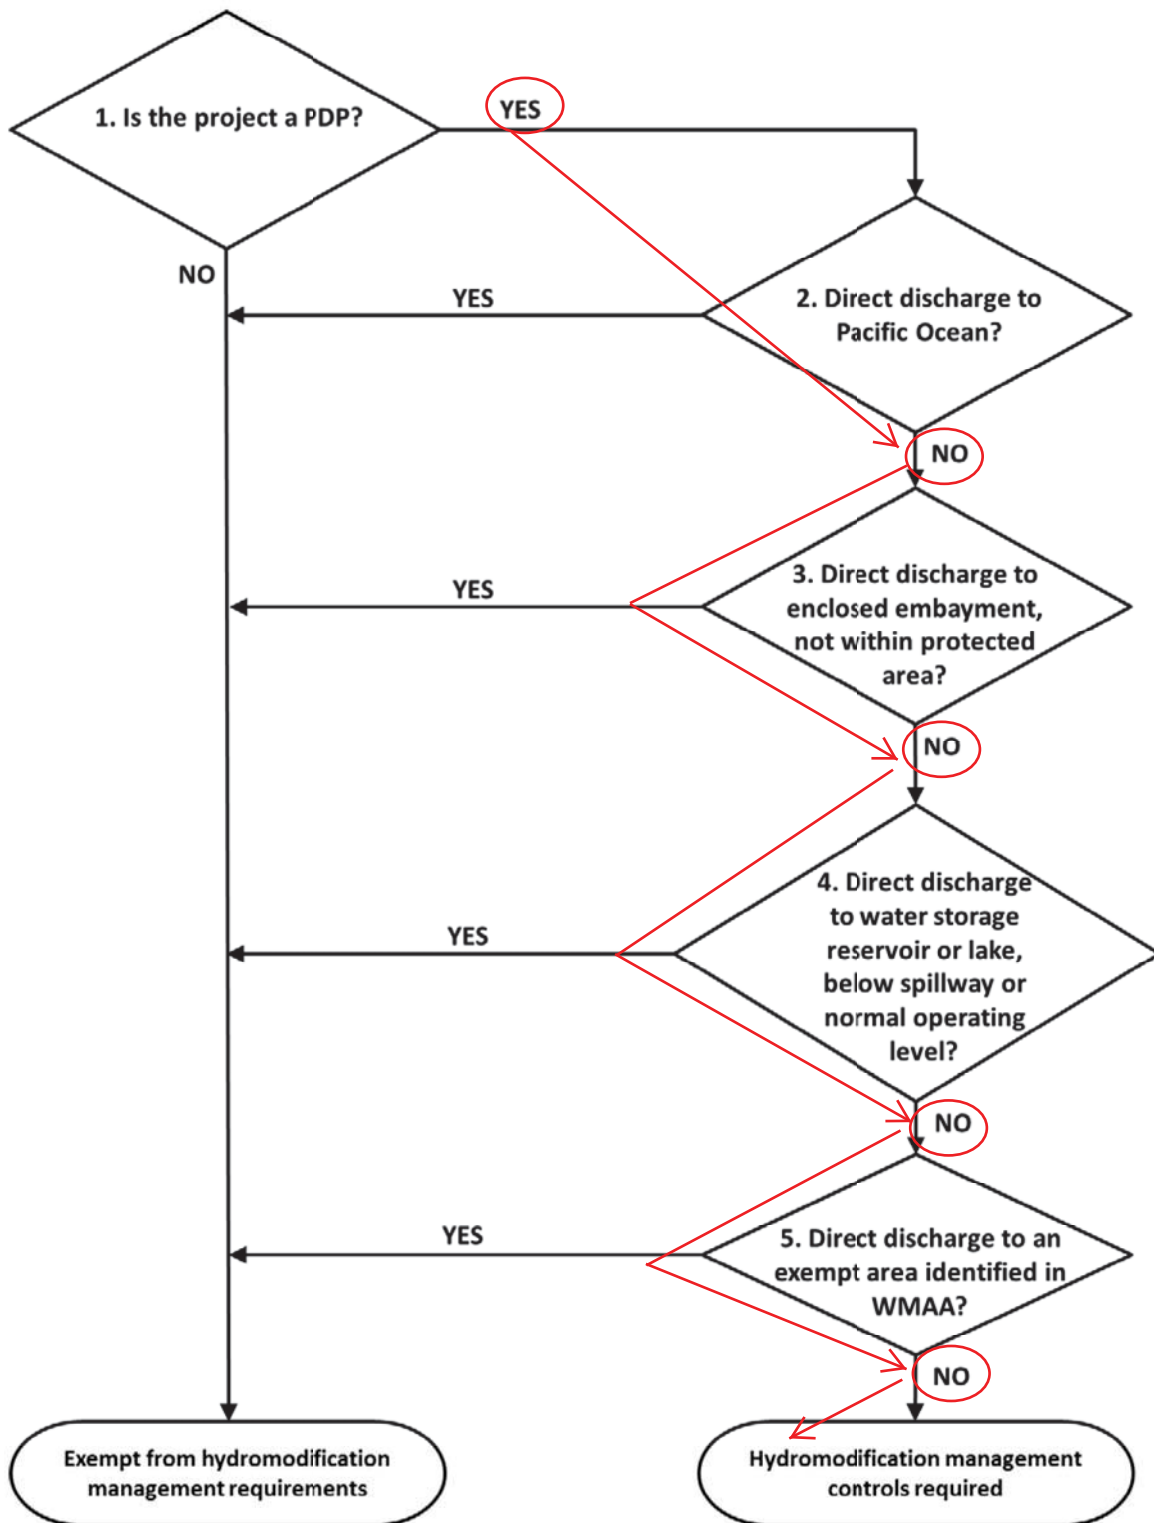 1. Is the project a PDP?
YES
NO
2. Direct discharge to
Pacific Ocean?
YES
NO
3. Direct discharge to
enclosed embayment,
not within protected
area?
YES
NO
4. Direct discharge
to water storage
reservoir or lake,
below spillway or
normal operating
level?
YES
NO
5. Direct discharge to an
exempt area identified in
WMAA?
YES
NO
Exempt from hydromodification
management requirements
Hydromodification management
controls required